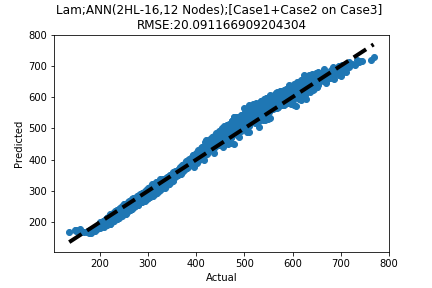 Lam;ANN(2HL-16,12 Nodes);[Case1+Case2 on Case3]
RMSE:20.091166909204304
800
700
600
500
400
300
200
Predicted
200 300 400 500 600 700 800
Actual